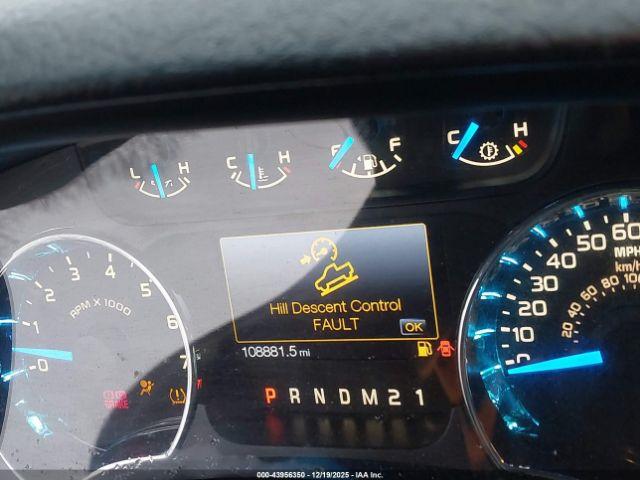 L H
C H
F F
C H
1 2 3 4 5 6 7
0
RPM X 1000
Hill Descent Control
FAULT
OK
108881.5 mi
P R N D M 2 1
0 10 20 30 40 50 60
MPH
km/h
20 40 60 80 100
000-43956350 - 12/19/2025 - IAA Inc.